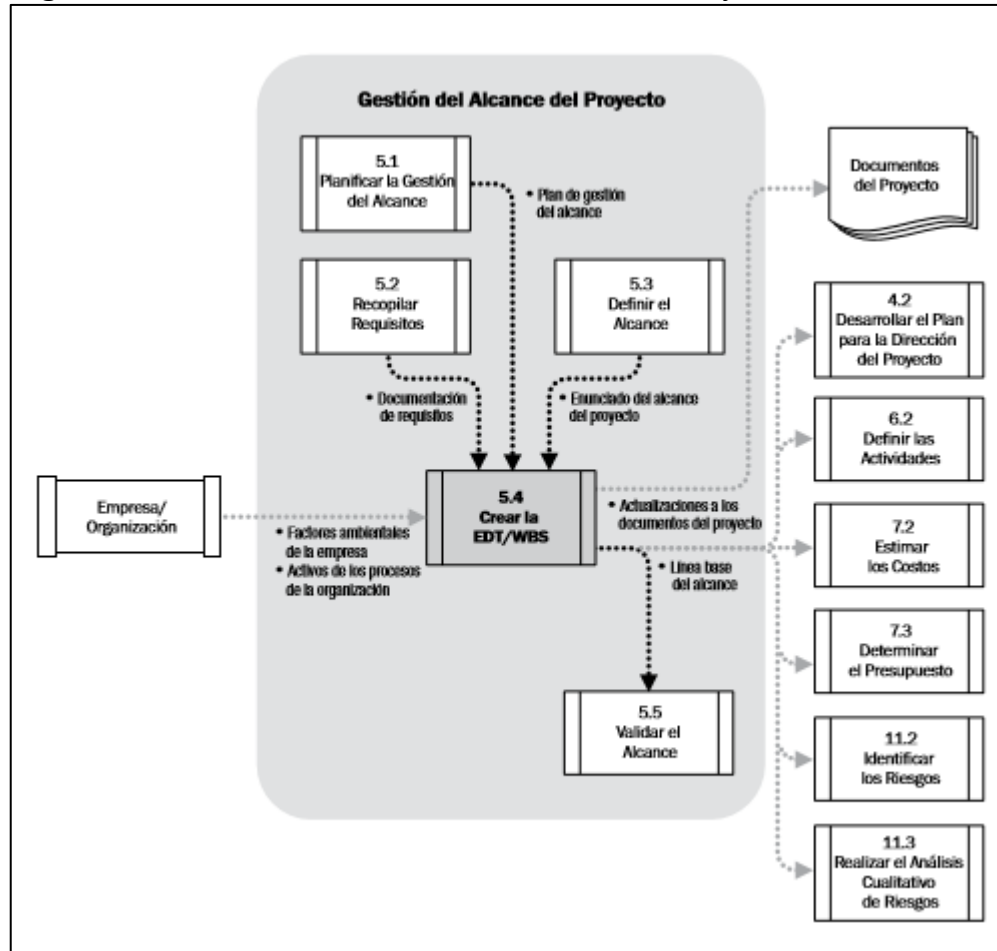 Gestión del Alcance del Proyecto
5.1
Planificar la Gestión
del Alcance
• Plan de gestión
del alcance
5.2
Recopilar
Requisitos
5.3
Definir el
Alcance
• Documentación
de requisitos
• Enunciado del alcance
del proyecto
Empresa/
Organización
• Factores ambientales
de la empresa
• Activos de los procesos
de la organización
5.4
Crear la
EDT/WBS
• Actualizaciones a los
documentos del proyecto
• Línea base
del alcance
5.5
Validar el
Alcance
Documentos
del Proyecto
4.2
Desarrollar el Plan
para la Dirección
del Proyecto
6.2
Definir las
Actividades
7.2
Estimar
los Costos
7.3
Determinar
el Presupuesto
11.2
Identificar
los Riesgos
11.3
Realizar el Análisis
Cualitativo
de Riesgos